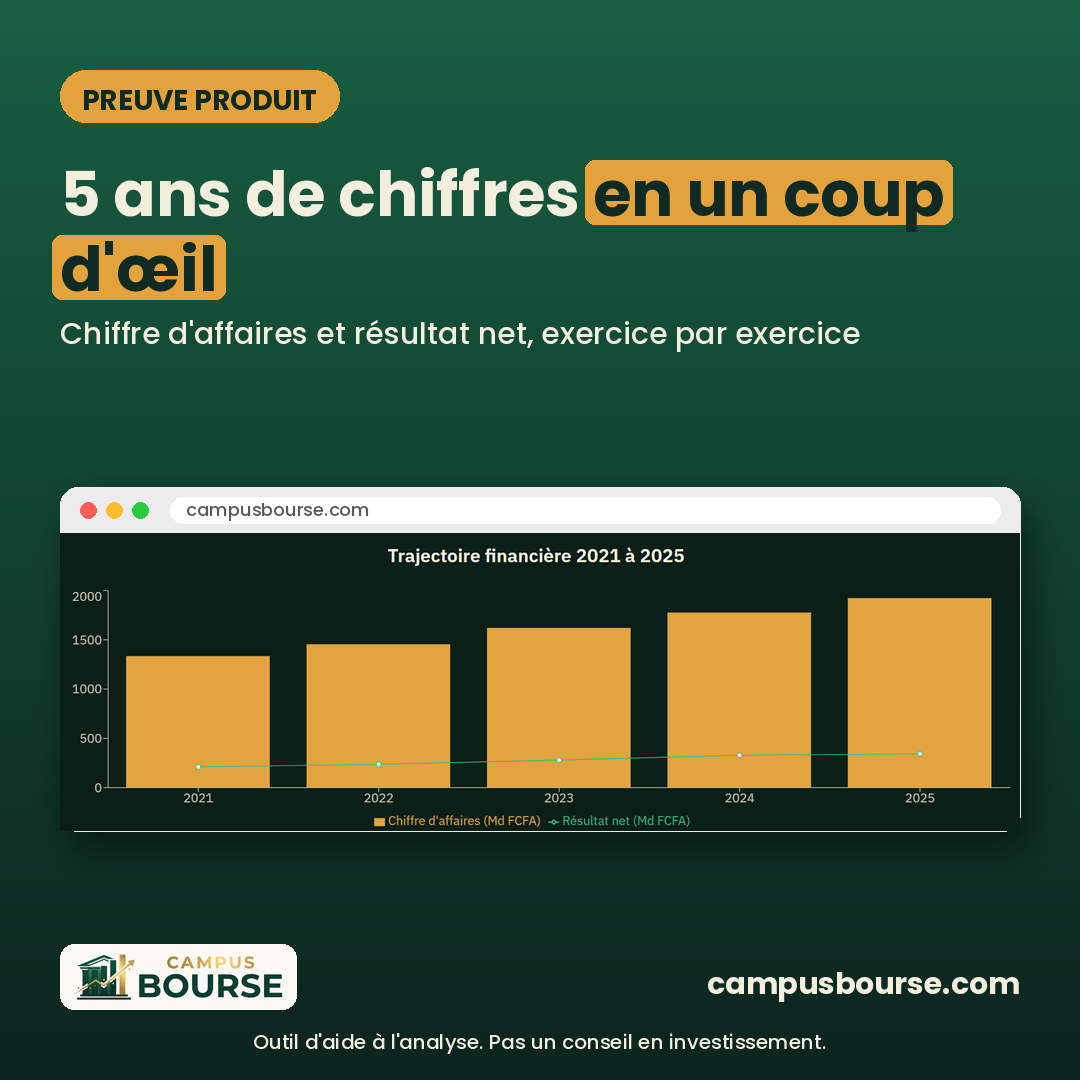 PREUVE PRODUIT
5 ans de chiffres en un coup
d'œil
Chiffre d'affaires et résultat net, exercice par exercice
campusbourse.com
Trajectoire financière 2021 à 2025
2000
1500
1000
500
0
2021 2022 2023 2024 2025
Chiffre d'affaires (Md FCFA) Résultat net (Md FCFA)
CAMPUS
BOURSE
campusbourse.com
Outil d'aide à l'analyse. Pas un conseil en investissement.